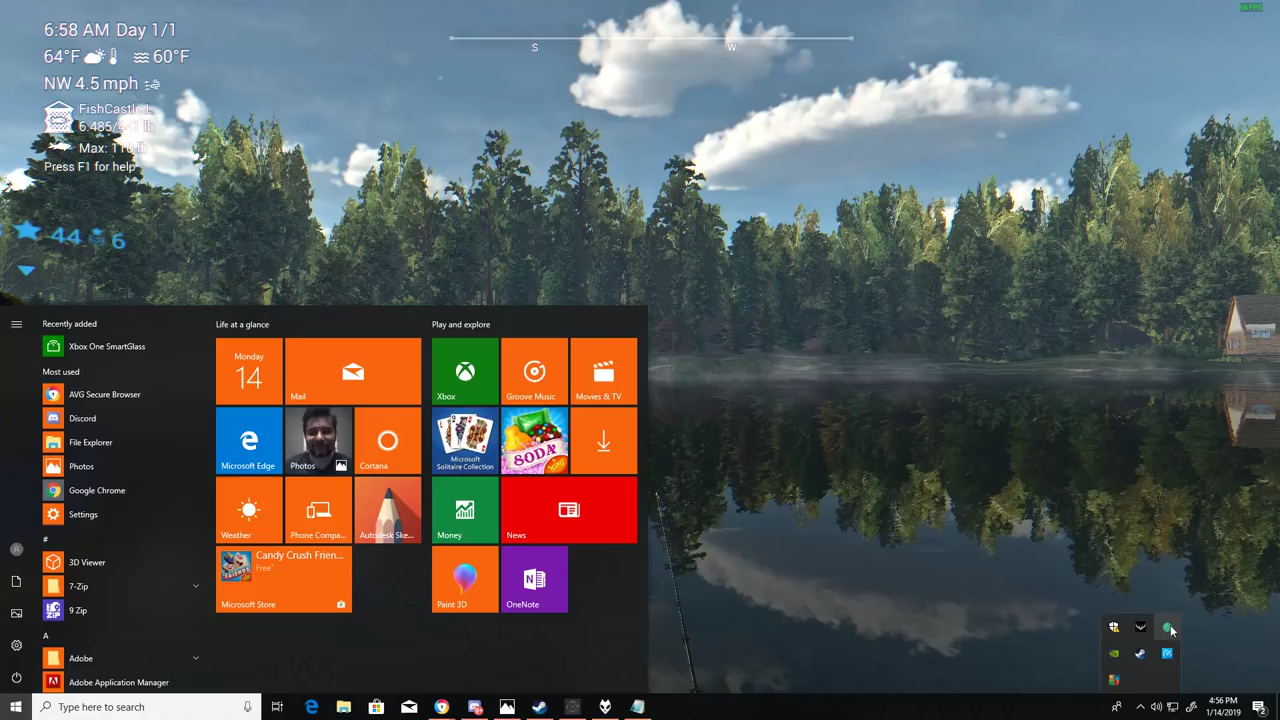 6:58 AM Day 1/1
64°F 60°F
NW 4.5 mph
FishCastle L
Press F1 for help
44 6
S W
Recently added
Xbox One SmartGlass
Most used
AVG Secure Browser
Discord
File Explorer
Photos
Google Chrome
Settings
#
3D Viewer
7-Zip
9 Zip
A
Adobe
Adobe Application Manager
Life at a glance
Monday
14
Mail
Microsoft Edge
Photos
Cortana
Weather
Phone Compa...
Autodesk Ske...
Candy Crush Frien...
Free*
Microsoft Store
Play and explore
Xbox
Groove Music
Movies & TV
Microsoft
Solitaire Collection
SODA
Money
News
Paint 3D
OneNote
Type here to search
4:56 PM
1/14/2019
2